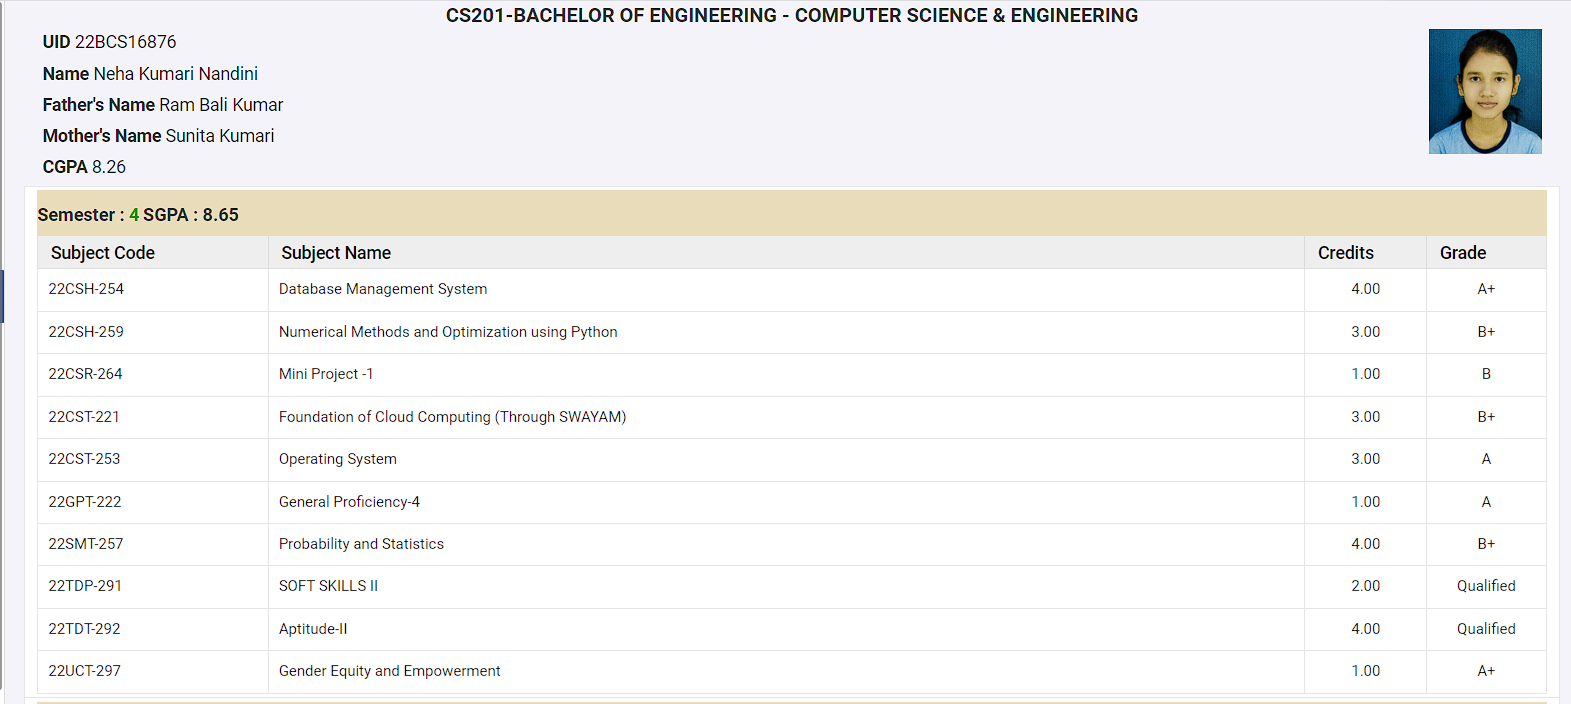 CS201-BACHELOR OF ENGINEERING - COMPUTER SCIENCE & ENGINEERING
UID 22BCS16876
Name Neha Kumari Nandini
Father's Name Ram Bali Kumar
Mother's Name Sunita Kumari
CGPA 8.26
Semester : 4 SGPA : 8.65
Subject Code Subject Name Credits Grade
22CSH-254 Database Management System 4.00 A+
22CSH-259 Numerical Methods and Optimization using Python 3.00 B+
22CSR-264 Mini Project -1 1.00 B
22CST-221 Foundation of Cloud Computing (Through SWAYAM) 3.00 B+
22CST-253 Operating System 3.00 A
22GPT-222 General Proficiency-4 1.00 A
22SMT-257 Probability and Statistics 4.00 B+
22TDP-291 SOFT SKILLS II 2.00 Qualified
22TDT-292 Aptitude-II 4.00 Qualified
22UCT-297 Gender Equity and Empowerment 1.00 A+